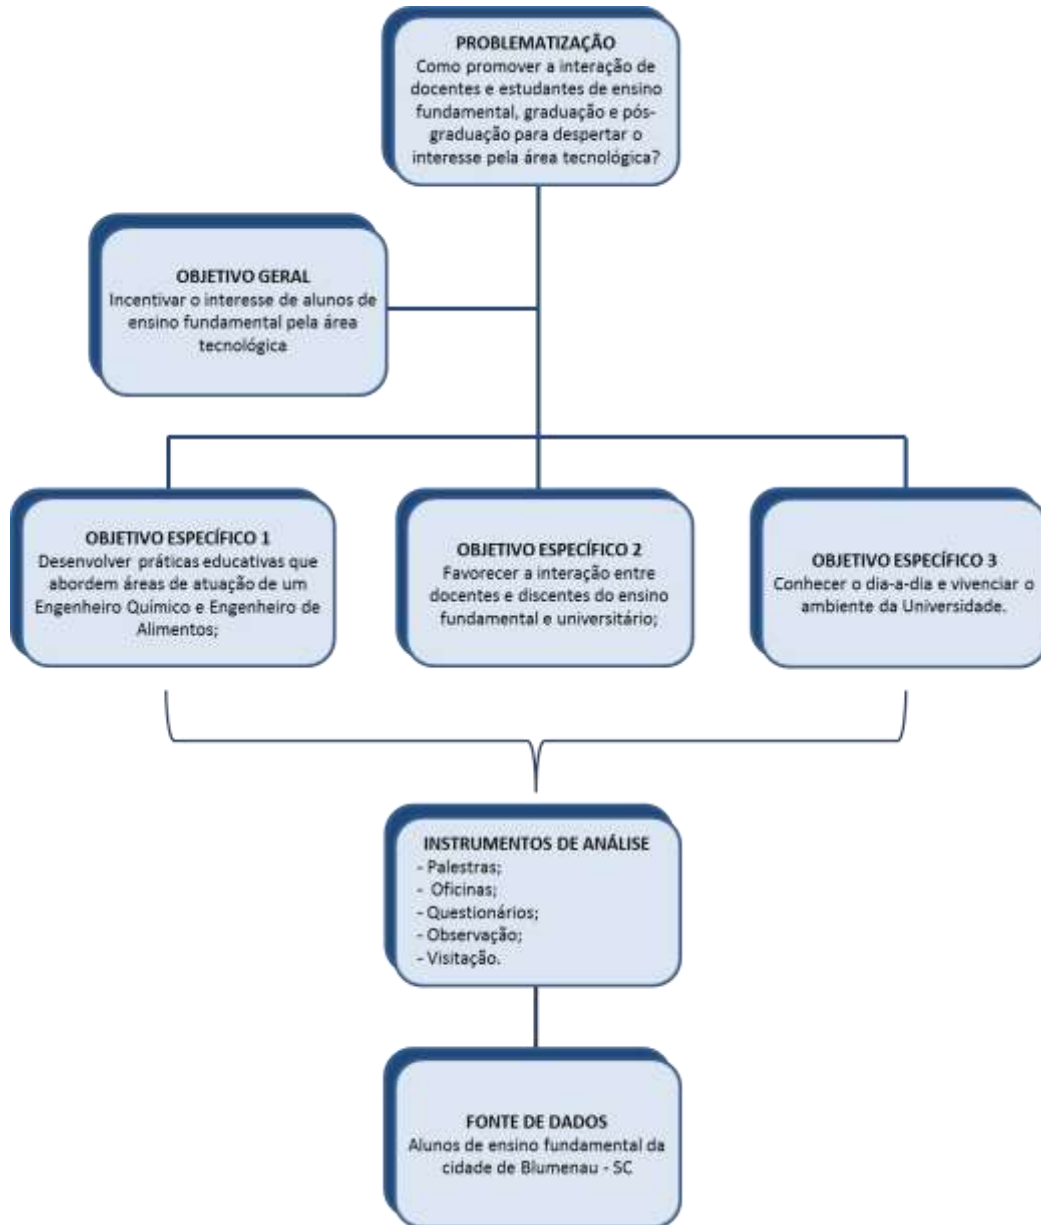 PROBLEMATIZAÇÃO
Como promover a interação de
docentes e estudantes de ensino
fundamental, graduação e pós-
graduação para despertar o
interesse pela área tecnológica?
OBJETIVO GERAL
Incentivar o interesse de alunos de
ensino fundamental pela área
tecnológica
OBJETIVO ESPECÍFICO 1
Desenvolver práticas educativas que
abordem áreas de atuação de um
Engenheiro Químico e Engenheiro de
Alimentos;
OBJETIVO ESPECÍFICO 2
Favorecer a interação entre
docentes e discentes do ensino
fundamental e universitário;
OBJETIVO ESPECÍFICO 3
Conhecer o dia-a-dia e vivenciar o
ambiente da Universidade.
INSTRUMENTOS DE ANÁLISE
- Palestras;
- Oficinas;
- Questionários;
- Observação;
- Visitação.
FONTE DE DADOS
Alunos de ensino fundamental da
cidade de Blumenau - SC